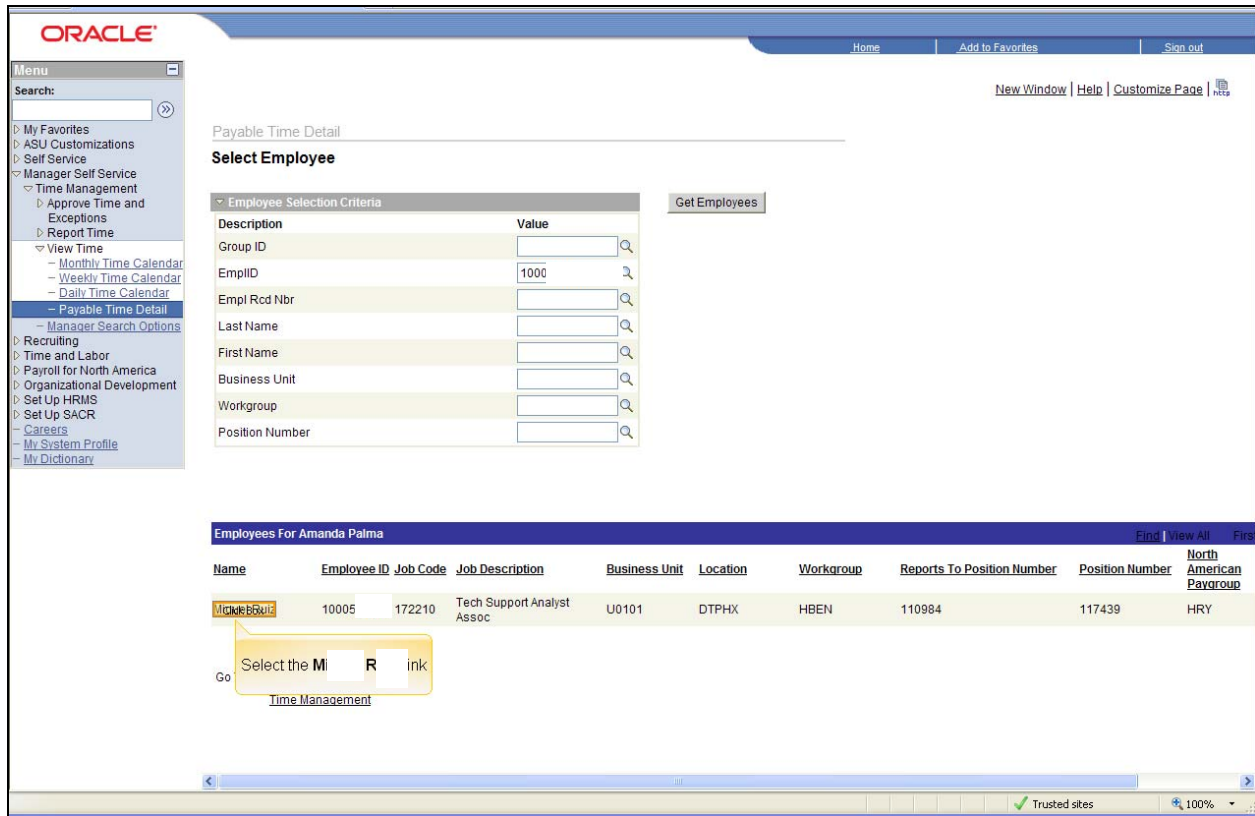 ORACLE
Home Add to Favorites Sign out
Menu
Search:
My Favorites
ASU Customizations
Self Service
Manager Self Service
Time Management
Approve Time and
Exceptions
Report Time
View Time
– Monthly Time Calendar
– Weekly Time Calendar
– Daily Time Calendar
– Payable Time Detail
– Manager Search Options
Recruiting
Time and Labor
Payroll for North America
Organizational Development
Set Up HRMS
Set Up SACR
– Careers
– My System Profile
– My Dictionary
New Window | Help | Customize Page | http
Payable Time Detail
Select Employee
Employee Selection Criteria
Get Employees
Description Value
Group ID
EmplID 1000
Empl Rcd Nbr
Last Name
First Name
Business Unit
Workgroup
Position Number
Employees For Amanda Palma Find | View All First
Name Employee ID Job Code Job Description Business Unit Location Workgroup Reports To Position Number Position Number North American Paygroup
10005 172210 Tech Support Analyst Assoc U0101 DTPHX HBEN 110984 117439 HRY
Select the Mi R ink
Go
Time Management
Trusted sites 100%